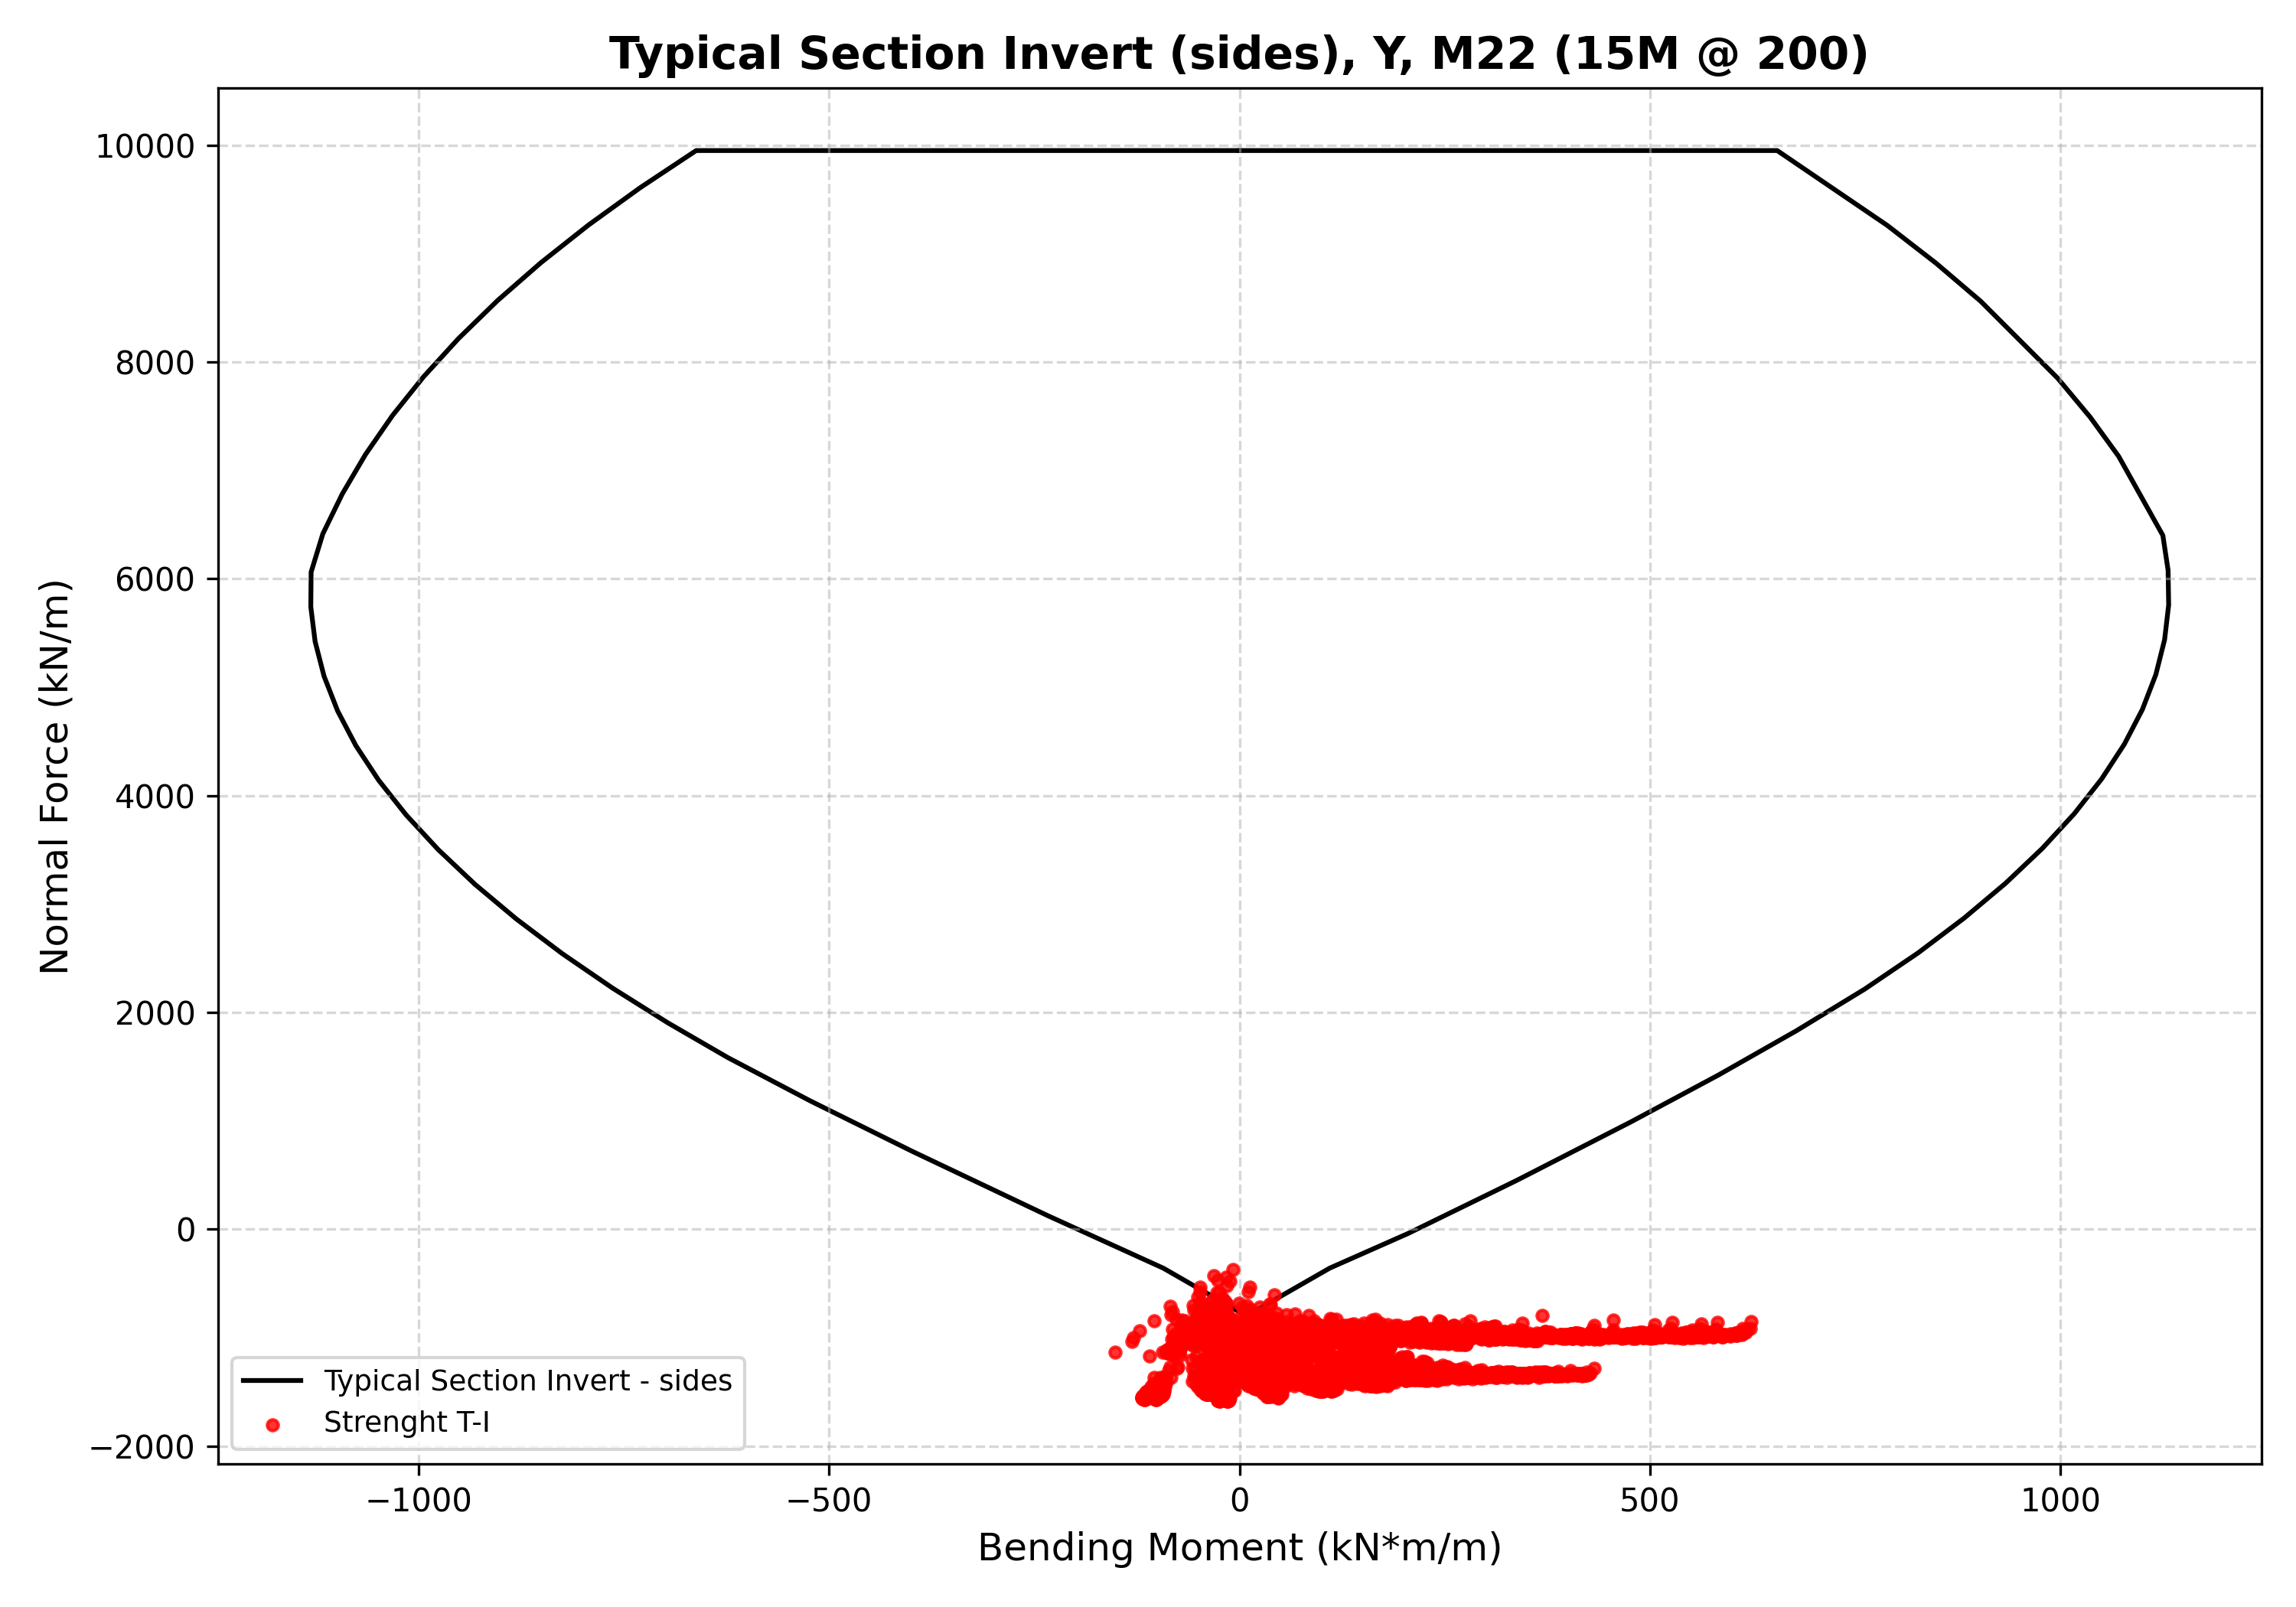 Typical Section Invert (sides), Y, M22 (15M @ 200)
10000
8000
6000
4000
2000
0
−2000
Normal Force (kN/m)
Typical Section Invert - sides
Strenght T-I
−1000
−500
0
500
1000
Bending Moment (kN*m/m)